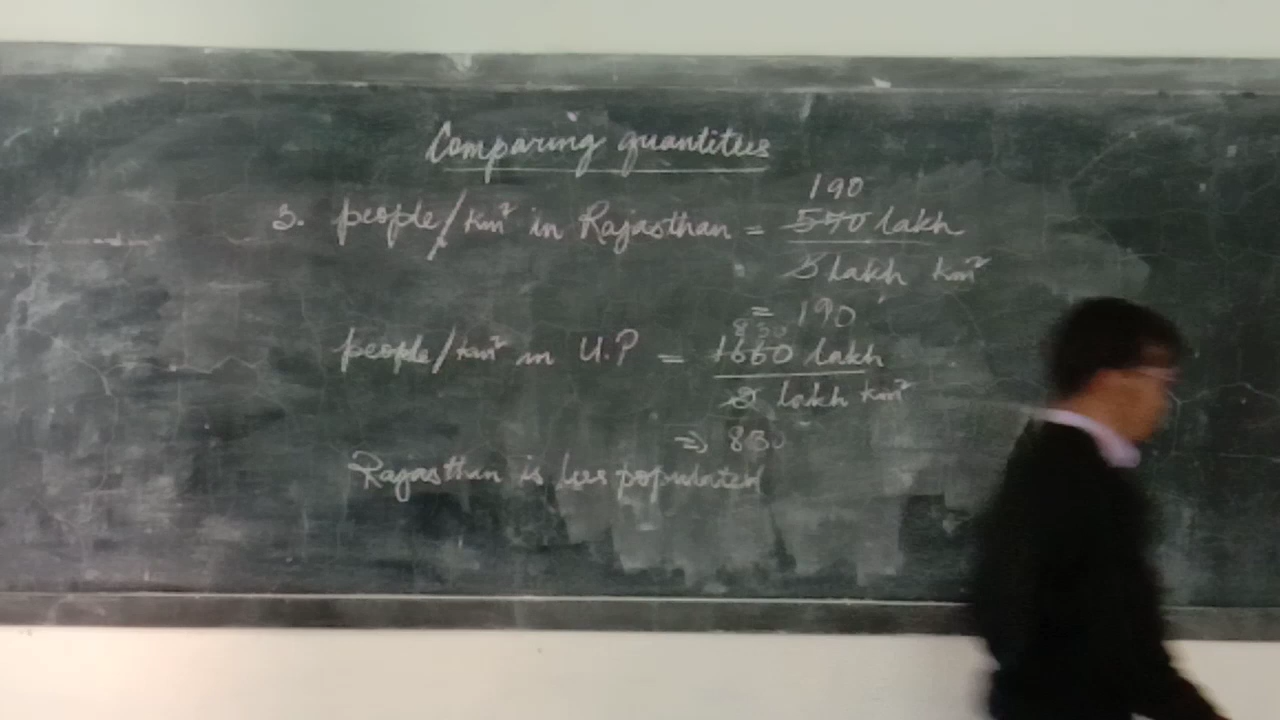 Comparing quantities
190
3. people/km² in Rajasthan = 570 lakh
3 lakh km²
= 190
830
people/km² in U.P = 1660 lakh
2 lakh km²
⇒ 830
Rajasthan is less populated